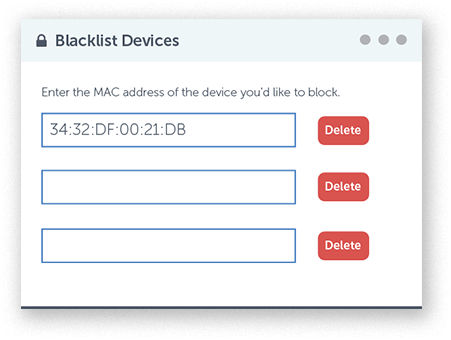 Blacklist Devices
Enter the MAC address of the device you'd like to block.
34:32:DF:00:21:DB
Delete
Delete
Delete